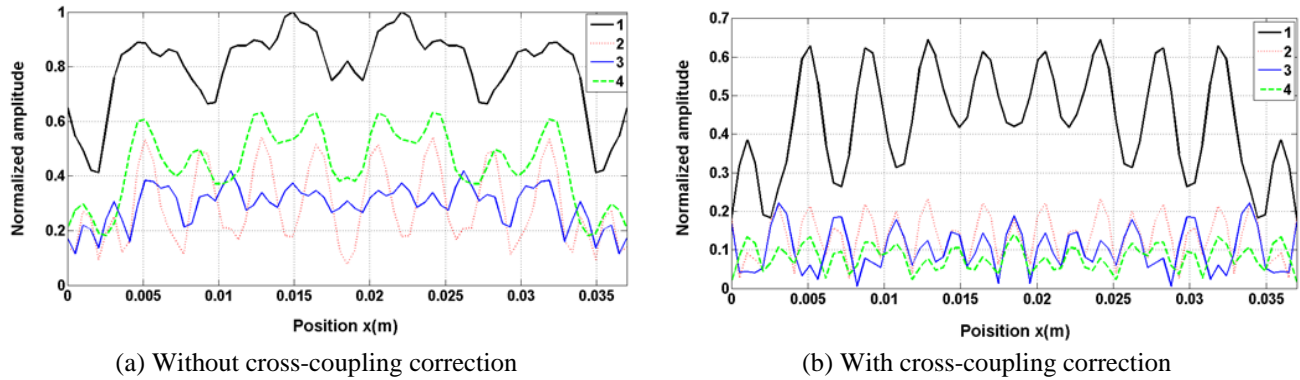 1
0.8
0.6
0.4
0.2
0
Normalized amplitude
0 0.005 0.01 0.015 0.02 0.025 0.03 0.035
Position x(m)
1
2
3
4
(a) Without cross-coupling correction
0.7
0.6
0.5
0.4
0.3
0.2
0.1
0
Normalized amplitude
0 0.005 0.01 0.015 0.02 0.025 0.03 0.035
Poisition x(m)
1
2
3
4
(b) With cross-coupling correction